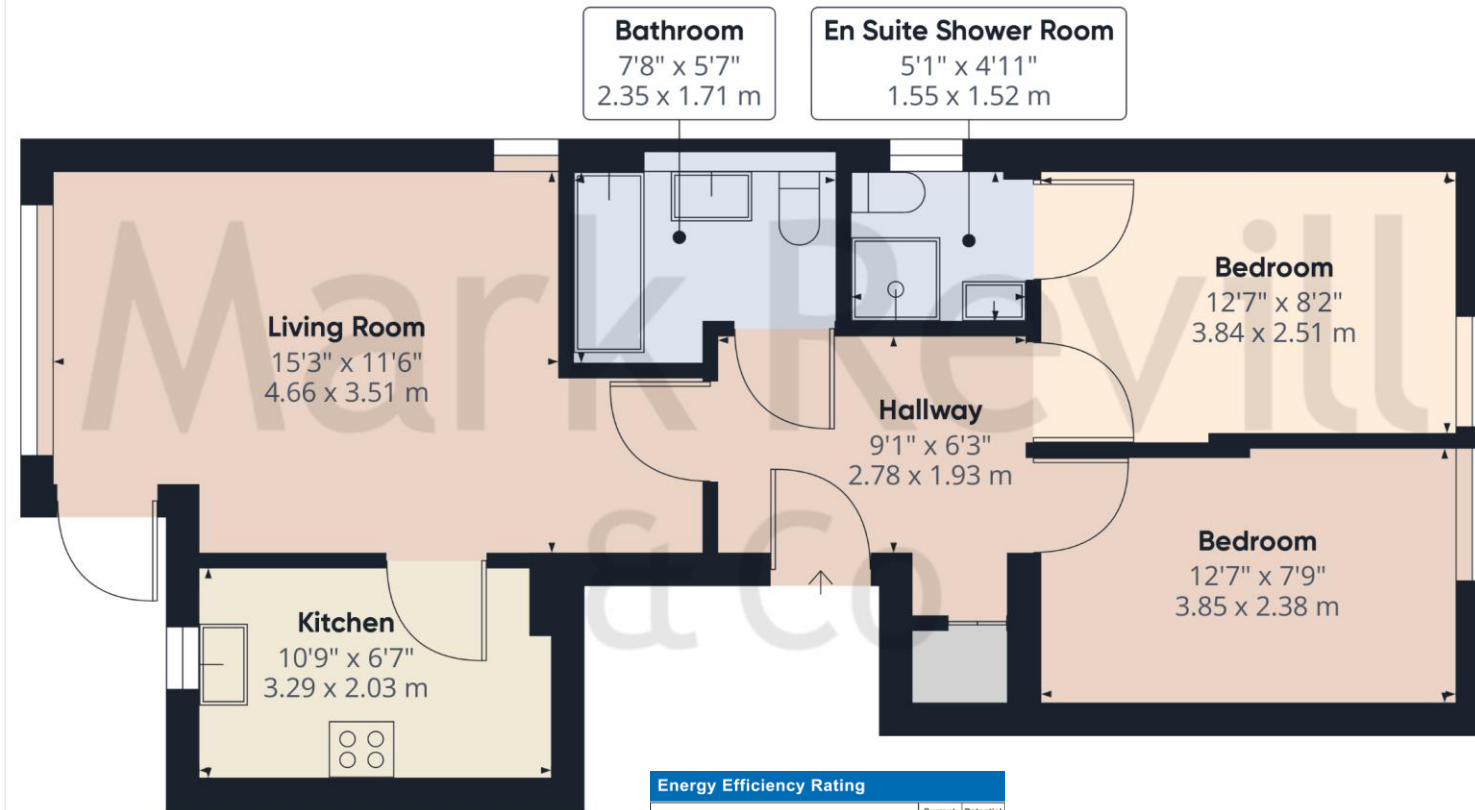 Bathroom
7'8" x 5'7"
2.35 x 1.71 m
En Suite Shower Room
5'1" x 4'11"
1.55 x 1.52 m
Living Room
15'3" x 11'6"
4.66 x 3.51 m
Bedroom
12'7" x 8'2"
3.84 x 2.51 m
Mark Revill
& Co
Hallway
9'1" x 6'3"
2.78 x 1.93 m
Bedroom
12'7" x 7'9"
3.85 x 2.38 m
Kitchen
10'9" x 6'7"
3.29 x 2.03 m
Energy Efficiency Rating